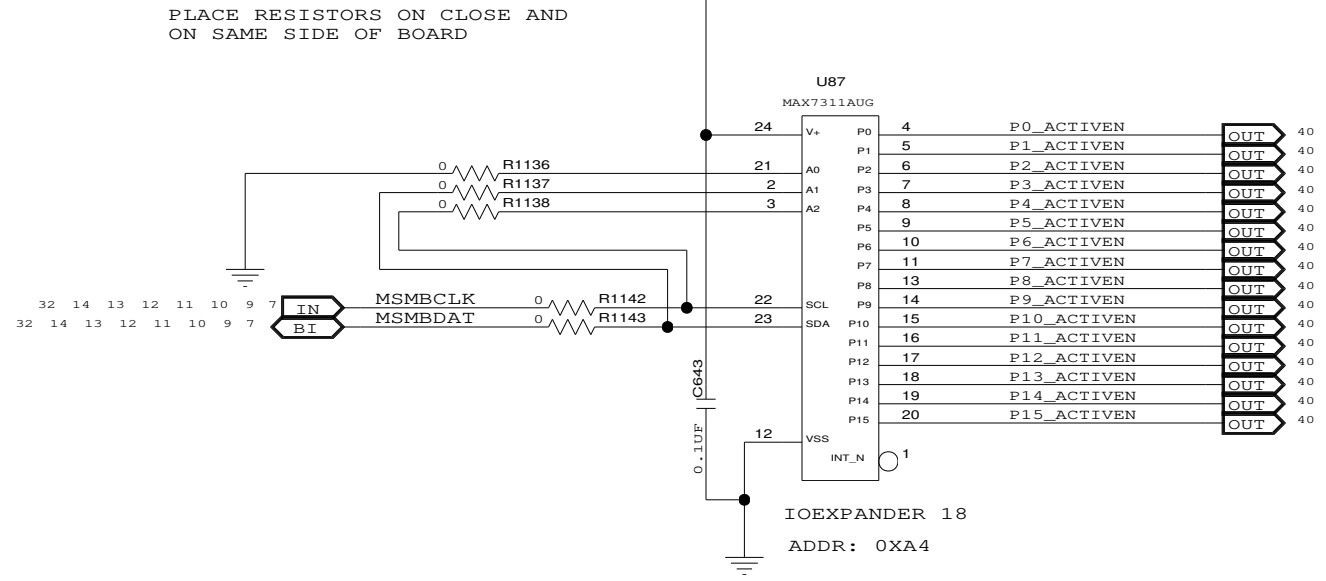 PLACE RESISTORS ON CLOSE AND
ON SAME SIDE OF BOARD
U87
MAX7311AUG
24 V+ P0 4 P0_ACTIVEN OUT 40
P1 5 P1_ACTIVEN OUT 40
0 R1136 21 A0 P2 6 P2_ACTIVEN OUT 40
0 R1137 2 A1 P3 7 P3_ACTIVEN OUT 40
0 R1138 3 A2 P4 8 P4_ACTIVEN OUT 40
P5 9 P5_ACTIVEN OUT 40
P6 10 P6_ACTIVEN OUT 40
P7 11 P7_ACTIVEN OUT 40
P8 13 P8_ACTIVEN OUT 40
32 14 13 12 11 10 9 7 IN MSMBCLK 0 R1142 22 SCL P9 14 P9_ACTIVEN OUT 40
32 14 13 12 11 10 9 7 BI MSMBDAT 0 R1143 23 SDA P10 15 P10_ACTIVEN OUT 40
P11 16 P11_ACTIVEN OUT 40
P12 17 P12_ACTIVEN OUT 40
P13 18 P13_ACTIVEN OUT 40
P14 19 P14_ACTIVEN OUT 40
P15 20 P15_ACTIVEN OUT 40
C643
0.1UF
12 VSS
INT_N 1
IOEXPANDER 18
ADDR: 0XA4